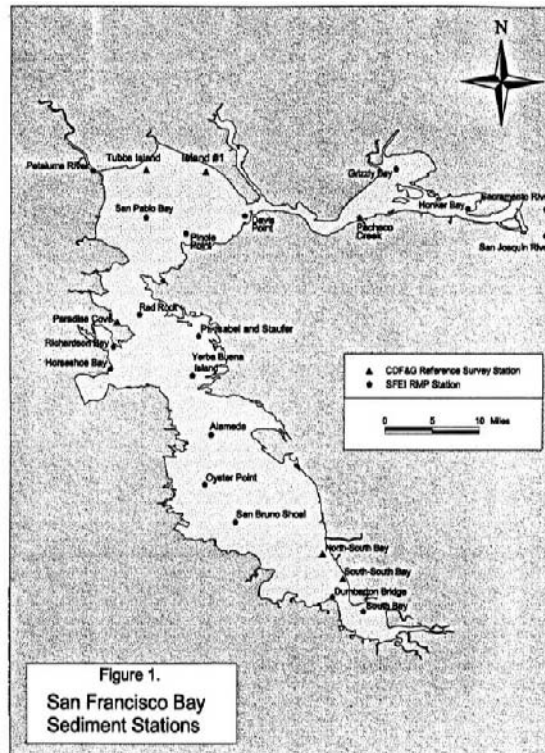 N
Tubbs Island
Island #1
Petaluma River
Grizzly Bay
Sacramento River
Honker Bay
San Pablo Bay
Davis
Point
Pacheco
Creek
Pinole
Point
San Joquin River
Red Rock
Paradise Cove
Pt. Isabel and Staufer
Richardson Bay
Yerba Buena
Island
Horseshoe Bay
CDF&G Reference Survey Station
SFEI RMP Station
0 5 10 Miles
Alameda
Oyster Point
San Bruno Shoal
North-South Bay
South-South Bay
Dumbarton Bridge
South Bay
Figure 1.
San Francisco Bay
Sediment Stations